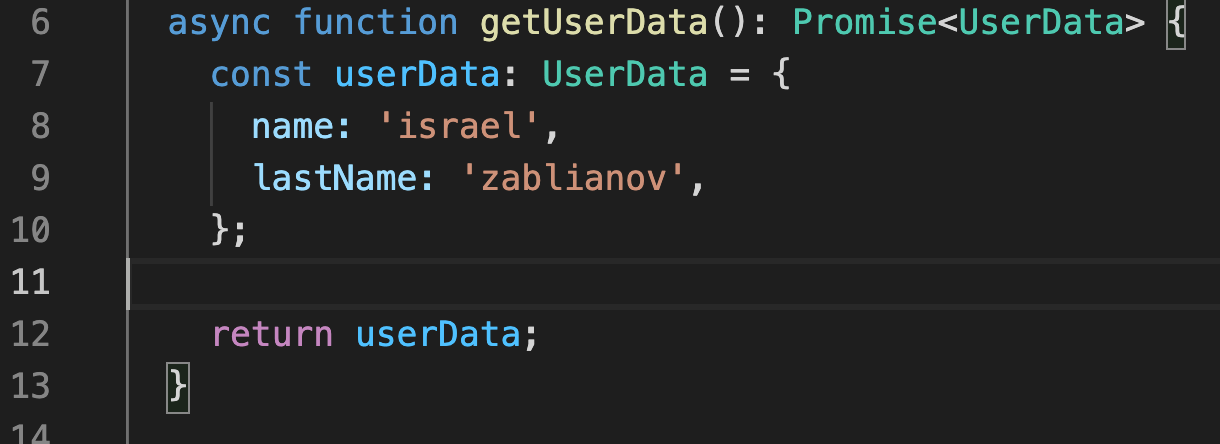 6 async function getUserData(): Promise<UserData> {
7 const userData: UserData = {
8 name: 'israel',
9 lastName: 'zablianov',
10 };
11
12 return userData;
13 }
14